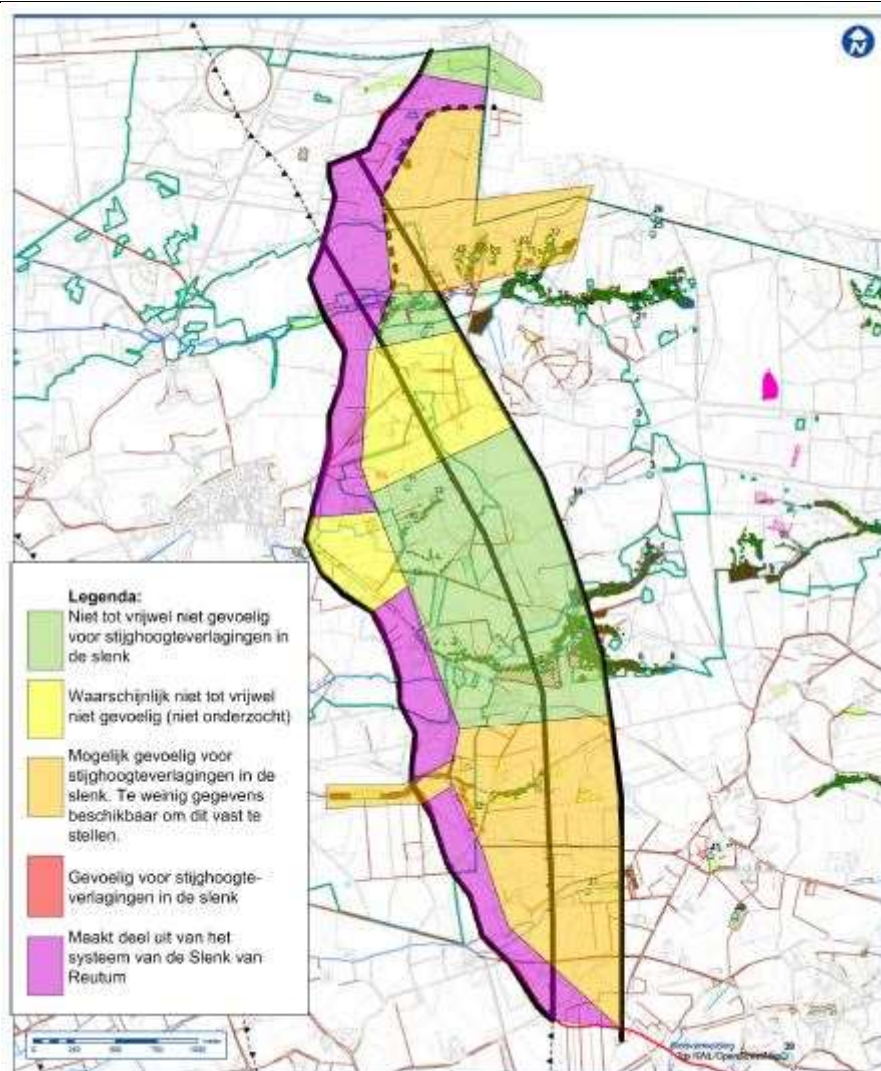 N
Legenda:
Niet tot vrijwel niet gevoelig
voor stijghoogteverlagingen in
de slenk
Waarschijnlijk niet tot vrijwel
niet gevoelig (niet onderzocht)
Mogelijk gevoelig voor
stijghoogteverlagingen in de
slenk. Te weinig gegevens
beschikbaar om dit vast te
stellen.
Gevoelig voor stijghoogte-
verlagingen in de slenk
Maakt deel uit van het
systeem van de Slenk van
Reutum